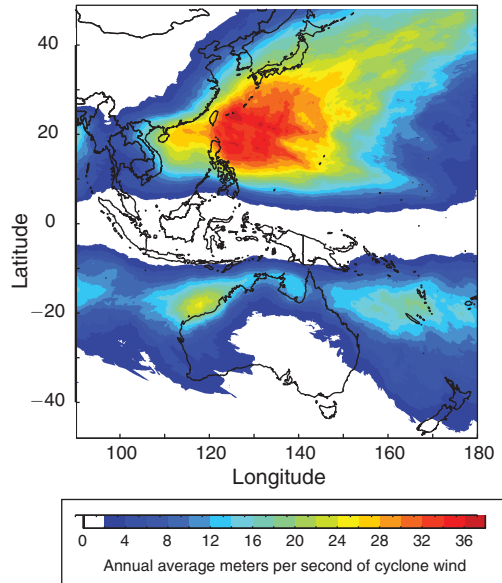 40
20
0
−20
−40
Latitude
100 120 140 160 180
Longitude
0 4 8 12 16 20 24 28 32 36
Annual average meters per second of cyclone wind